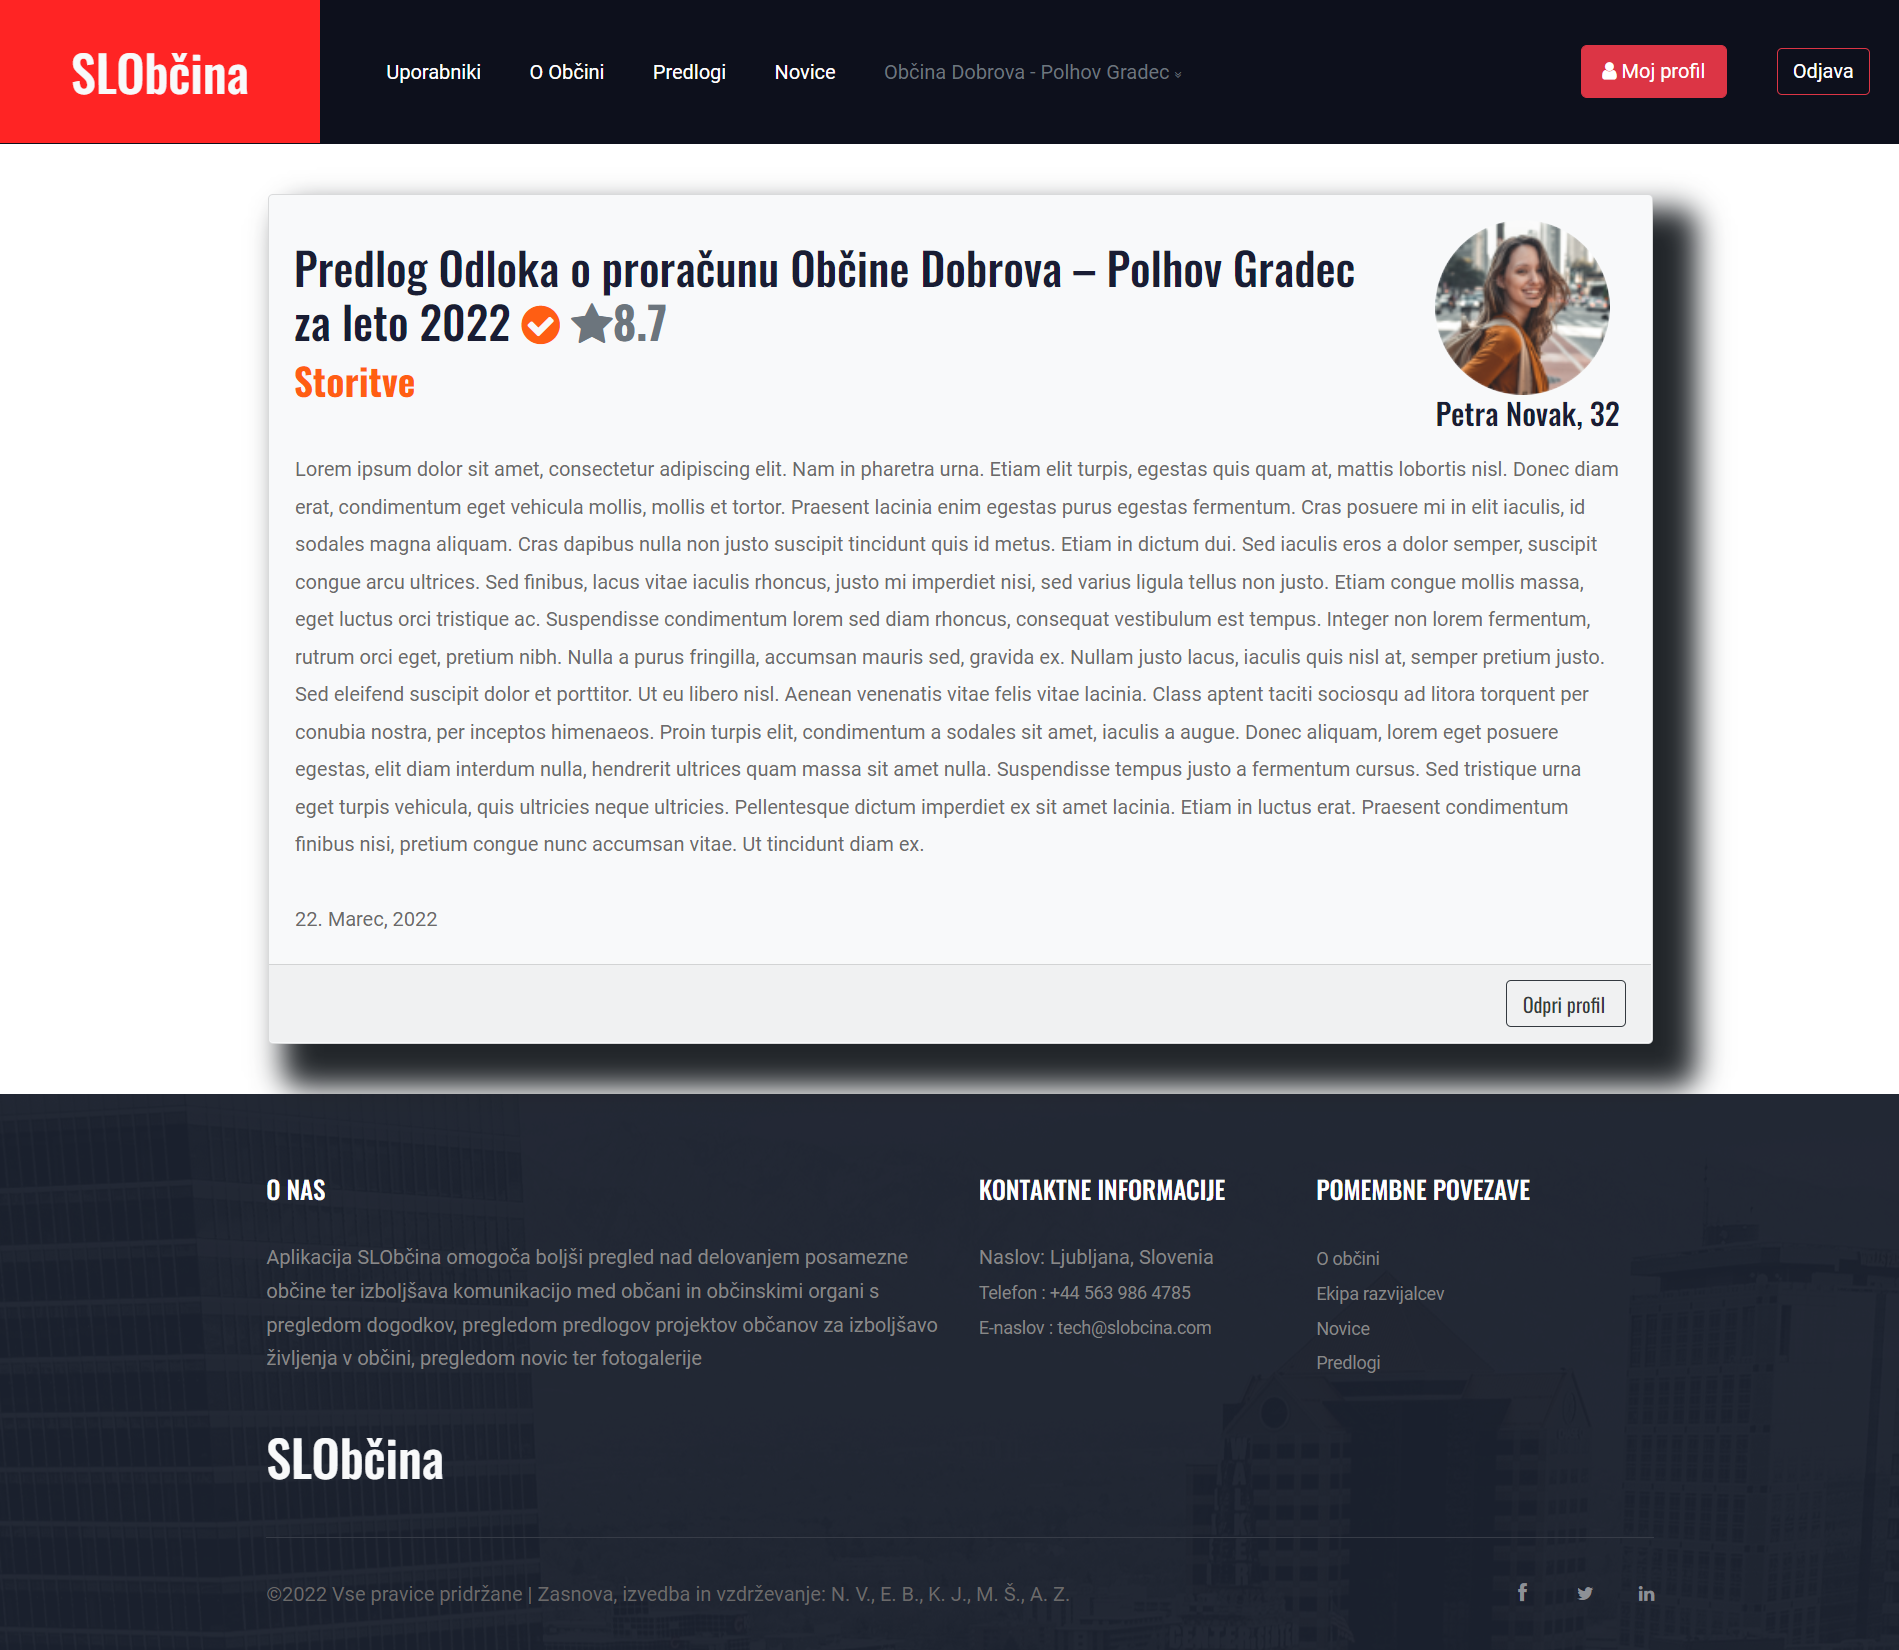 SLObčina
Uporabniki
O Občini
Predlogi
Novice
Občina Dobrova - Polhov Gradec
Moj profil
Odjava
Predlog Odloka o proračunu Občine Dobrova – Polhov Gradec
za leto 2022 8.7
Storitve
Petra Novak, 32
Lorem ipsum dolor sit amet, consectetur adipiscing elit. Nam in pharetra urna. Etiam elit turpis, egestas quis quam at, mattis lobortis nisl. Donec diam
erat, condimentum eget vehicula mollis, mollis et tortor. Praesent lacinia enim egestas purus egestas fermentum. Cras posuere mi in elit iaculis, id
sodales magna aliquam. Cras dapibus nulla non justo suscipit tincidunt quis id metus. Etiam in dictum dui. Sed iaculis eros a dolor semper, suscipit
congue arcu ultrices. Sed finibus, lacus vitae iaculis rhoncus, justo mi imperdiet nisi, sed varius ligula tellus non justo. Etiam congue mollis massa,
eget luctus orci tristique ac. Suspendisse condimentum lorem sed diam rhoncus, consequat vestibulum est tempus. Integer non lorem fermentum,
rutrum orci eget, pretium nibh. Nulla a purus fringilla, accumsan mauris sed, gravida ex. Nullam justo lacus, iaculis quis nisl at, semper pretium justo.
Sed eleifend suscipit dolor et porttitor. Ut eu libero nisl. Aenean venenatis vitae felis vitae lacinia. Class aptent taciti sociosqu ad litora torquent per
conubia nostra, per inceptos himenaeos. Proin turpis elit, condimentum a sodales sit amet, iaculis a augue. Donec aliquam, lorem eget posuere
egestas, elit diam interdum nulla, hendrerit ultrices quam massa sit amet nulla. Suspendisse tempus justo a fermentum cursus. Sed tristique urna
eget turpis vehicula, quis ultricies neque ultricies. Pellentesque dictum imperdiet ex sit amet lacinia. Etiam in luctus erat. Praesent condimentum
finibus nisi, pretium congue nunc accumsan vitae. Ut tincidunt diam ex.
22. Marec, 2022
Odpri profil
O NAS
Aplikacija SLObčina omogoča boljši pregled nad delovanjem posamezne
občine ter izboljšava komunikacijo med občani in občinskimi organi s
pregledom dogodkov, pregledom predlogov projektov občanov za izboljšavo
življenja v občini, pregledom novic ter fotogalerije
SLObčina
KONTAKTNE INFORMACIJE
Naslov: Ljubljana, Slovenia
Telefon : +44 563 986 4785
E-naslov : tech@slobcina.com
POMEMBNE POVEZAVE
O občini
Ekipa razvijalcev
Novice
Predlogi
©2022 Vse pravice pridržane | Zasnova, izvedba in vzdrževanje: N. V., E. B., K. J., M. Š., A. Z.